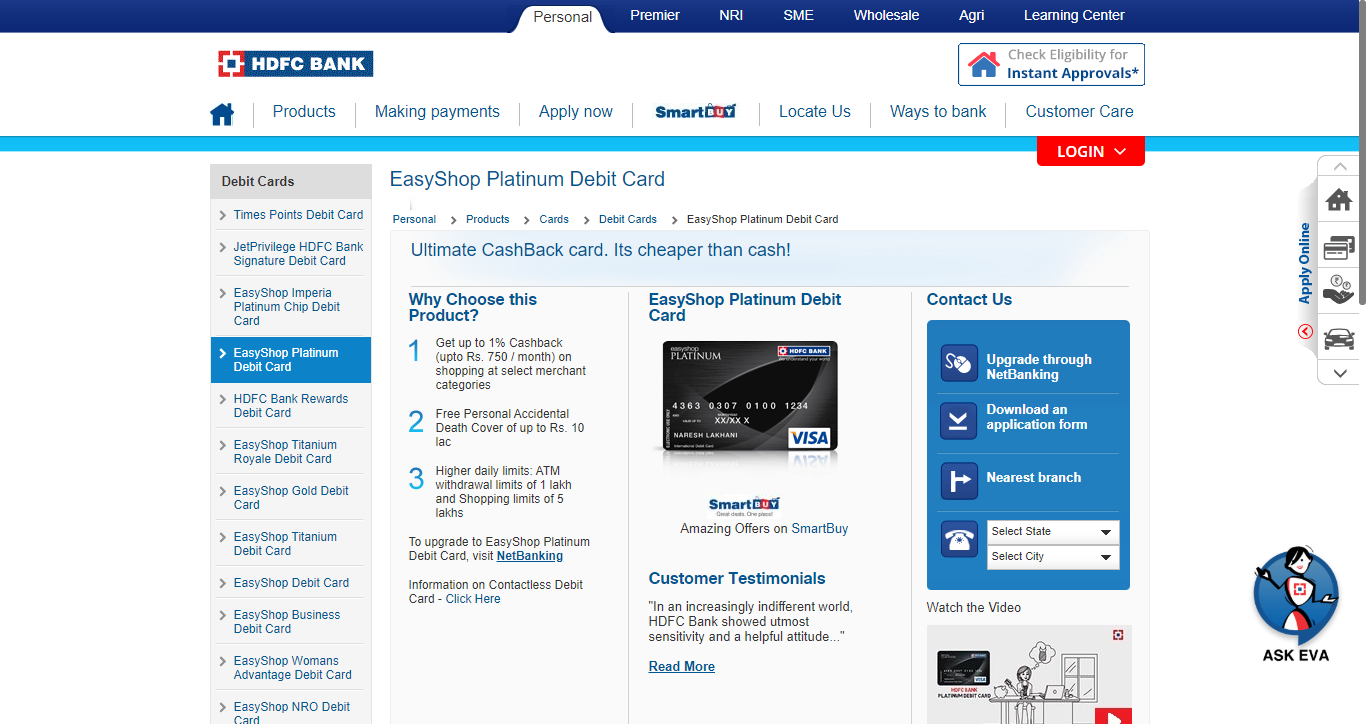 Personal
Premier
NRI
SME
Wholesale
Agri
Learning Center
HDFC BANK
Check Eligibility for
Instant Approvals*
Products
Making payments
Apply now
SmartBUY
Locate Us
Ways to bank
Customer Care
LOGIN
Debit Cards
Times Points Debit Card
JetPrivilege HDFC Bank
Signature Debit Card
EasyShop Imperia
Platinum Chip Debit
Card
EasyShop Platinum
Debit Card
HDFC Bank Rewards
Debit Card
EasyShop Titanium
Royale Debit Card
EasyShop Gold Debit
Card
EasyShop Titanium
Debit Card
EasyShop Debit Card
EasyShop Business
Debit Card
EasyShop Womans
Advantage Debit Card
EasyShop NRO Debit
Card
EasyShop Platinum Debit Card
Personal
Products
Cards
Debit Cards
EasyShop Platinum Debit Card
Ultimate CashBack card. Its cheaper than cash!
Why Choose this
Product?
1
Get up to 1% Cashback
(upto Rs. 750 / month) on
shopping at select merchant
categories
2
Free Personal Accidental
Death Cover of up to Rs. 10
lac
3
Higher daily limits: ATM
withdrawal limits of 1 lakh
and Shopping limits of 5
lakhs
To upgrade to EasyShop Platinum
Debit Card, visit NetBanking
Information on Contactless Debit
Card - Click Here
EasyShop Platinum Debit
Card
easyshop
PLATINUM
HDFC BANK
We understand your world
4363 0307 0100 1234
XX/XX X
NARESH LAKHANI
International Debit Card
ELECTRONIC USE ONLY
VISA
SmartBUY
Great deals. One place!
Amazing Offers on SmartBuy
Customer Testimonials
"In an increasingly indifferent world,
HDFC Bank showed utmost
sensitivity and a helpful attitude..."
Read More
Contact Us
Upgrade through
NetBanking
Download an
application form
Nearest branch
Select State
Select City
Watch the Video
HDFC BANK
PLATINUM DEBIT CARD
Apply Online
ASK EVA